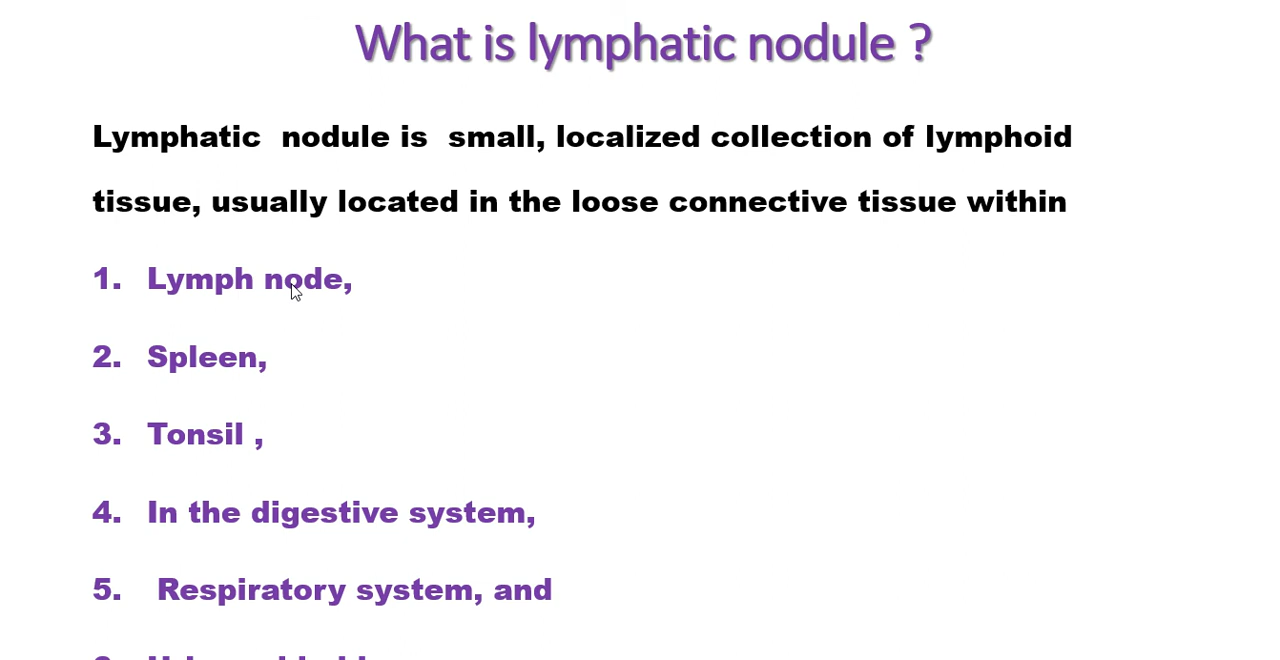 What is lymphatic nodule ?
Lymphatic nodule is small, localized collection of lymphoid
tissue, usually located in the loose connective tissue within
1. Lymph node,
2. Spleen,
3. Tonsil ,
4. In the digestive system,
5. Respiratory system, and